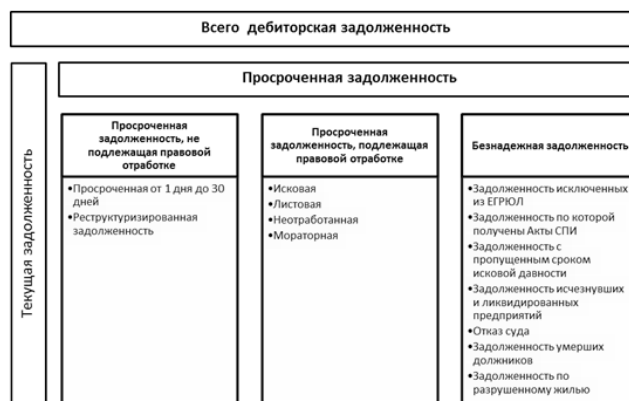 Всего дебиторская задолженность
Текущая задолженность
Просроченная задолженность
Просроченная
задолженность, не
подлежащая правовой
отработке
•Просроченная от 1 дня до 30
дней
•Реструктуризированная
задолженность
Просроченная
задолженность, подлежащая
правовой отработке
•Исковая
•Листовая
•Неотработанная
•Мораторная
Безнадежная задолженность
•Задолженность исключенных
из ЕГРЮЛ
•Задолженность по которой
получены Акты СПИ
•Задолженность с
пропущенным сроком
исковой давности
•Задолженность исчезнувших
и ликвидированных
предприятий
•Отказ суда
•Задолженность умерших
должников
•Задолженность по
разрушенному жилью